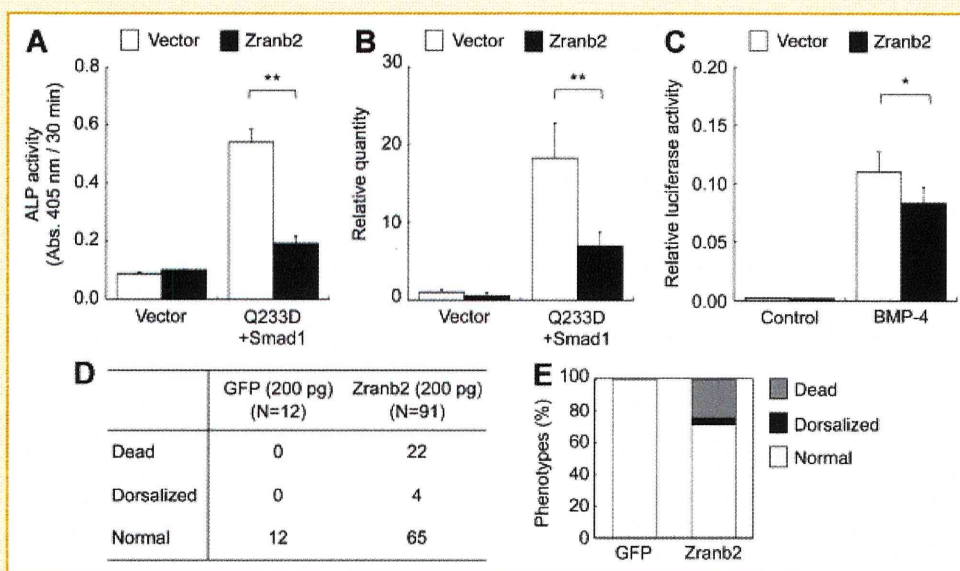 A
Vector Zranb2
ALP activity
(Abs. 405 nm / 30 min)
0.8
0.6
0.4
0.2
0.0
**
Vector
Q233D
+Smad1
B
Vector Zranb2
Relative quantity
30
20
10
0
**
Vector
Q233D
+Smad1
C
Vector Zranb2
Relative luciferase activity
0.20
0.15
0.10
0.05
0.00
*
Control
BMP-4
D
GFP (200 pg) Zranb2 (200 pg)
(N=12) (N=91)
Dead 0 22
Dorsalized 0 4
Normal 12 65
E
Phenotypes (%)
100
80
60
40
20
0
GFP Zranb2
Dead
Dorsalized
Normal